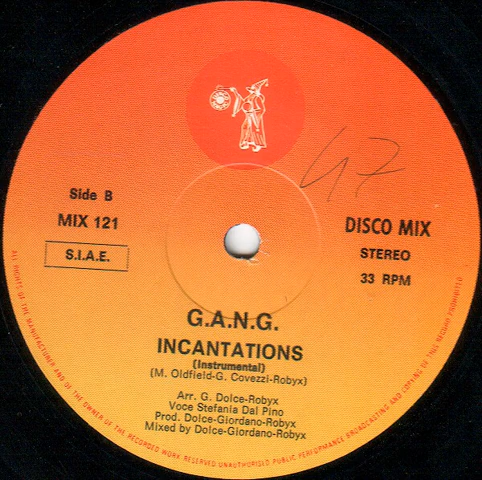 47
Side B
MIX 121
S.I.A.E.
DISCO MIX
STEREO
33 RPM
G.A.N.G.
INCANTATIONS
(Instrumental)
(M. Oldfield-G. Covezzi-Robyx)
Arr. G. Dolce-Robyx
Voce Stefania Dal Pino
Prod. Dolce-Giordano-Robyx
Mixed by Dolce-Giordano-Robyx
ALL RIGHTS OF THE MANUFACTURER AND OF THE OWNER OF THE RECORDED WORK RESERVED UNAUTHORISED PUBLIC PERFORMANCE BROADCASTING AND COPYING OF THIS RECORD PROHIBITED